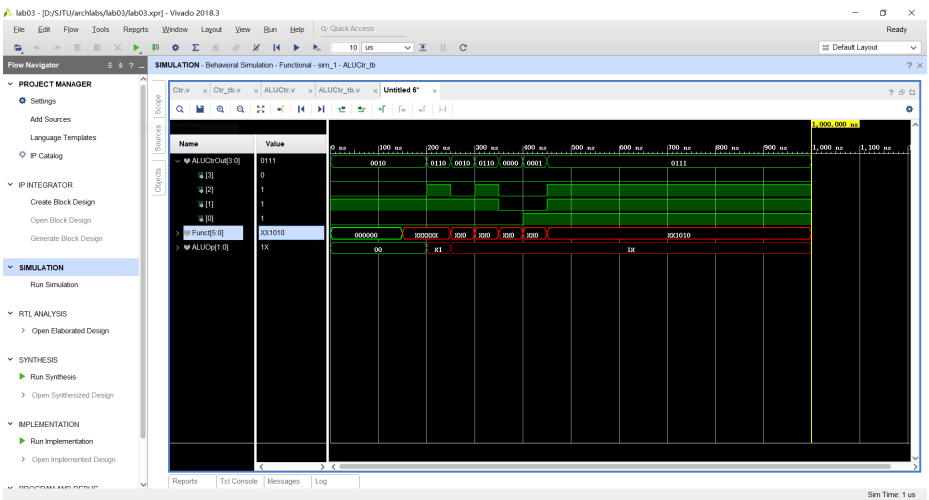 lab03 - [D:/SJTU/archlabs/lab03/lab03.xpr] - Vivado 2018.3
File Edit Flow Tools Reports Window Layout View Run Help Q- Quick Access Ready
10 us Default Layout
Flow Navigator
SIMULATION - Behavioral Simulation - Functional - sim_1 - ALUCtr_tb
PROJECT MANAGER
Settings
Add Sources
Language Templates
IP Catalog
IP INTEGRATOR
Create Block Design
Open Block Design
Generate Block Design
SIMULATION
Run Simulation
RTL ANALYSIS
Open Elaborated Design
SYNTHESIS
Run Synthesis
Open Synthesized Design
IMPLEMENTATION
Run Implementation
Open Implemented Design
PROGRAM AND DEBUG
Scope
Sources
Objects
Ctr.v Ctr_tb.v ALUCtr.v ALUCtr_tb.v Untitled 6*
1,000.000 ns
Name Value 0 ns 100 ns 200 ns 300 ns 400 ns 500 ns 600 ns 700 ns 800 ns 900 ns 1,000 ns 1,100 ns
ALUCtrOut[3:0] 0111 0010 0110 0010 0110 0000 0001 0111
[3] 0
[2] 1
[1] 1
[0] 1
Funct[5:0] XX1010 000000 XXXXXX XX1010
ALUOp[1:0] 1X 00 X1 1X
Reports Tcl Console Messages Log
Sim Time: 1 us